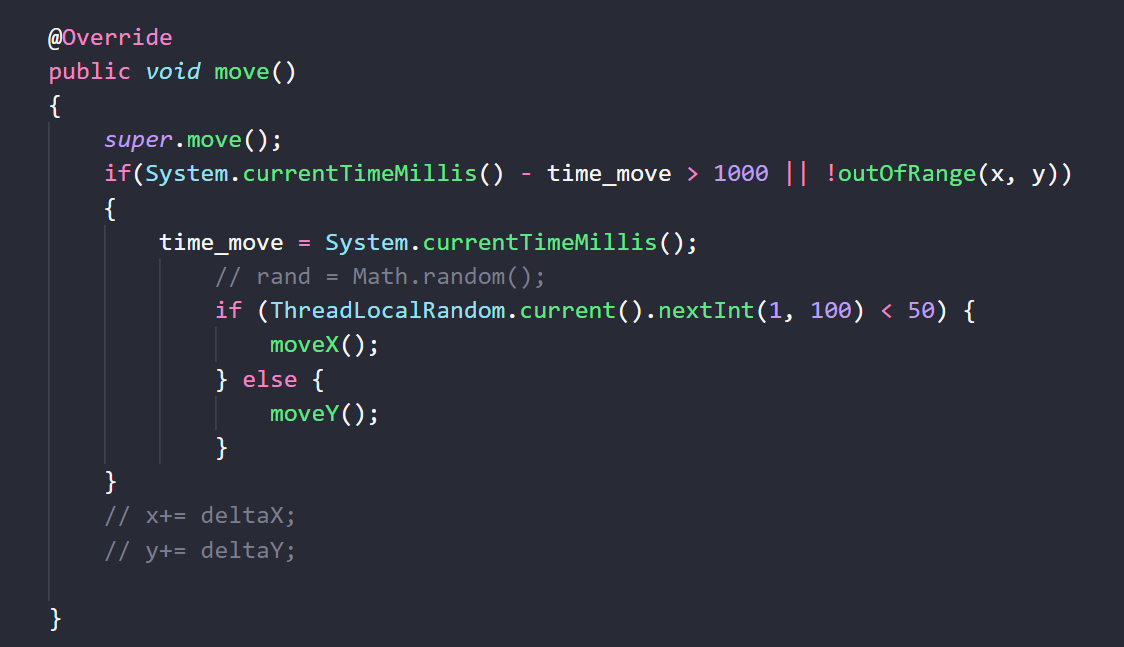 @Override
public void move()
{
    super.move();
    if(System.currentTimeMillis() - time_move > 1000 || !outOfRange(x, y))
    {
        time_move = System.currentTimeMillis();
            // rand = Math.random();
            if (ThreadLocalRandom.current().nextInt(1, 100) < 50) {
                moveX();
            } else {
                moveY();
            }
    }
    // x+= deltaX;
    // y+= deltaY;

}